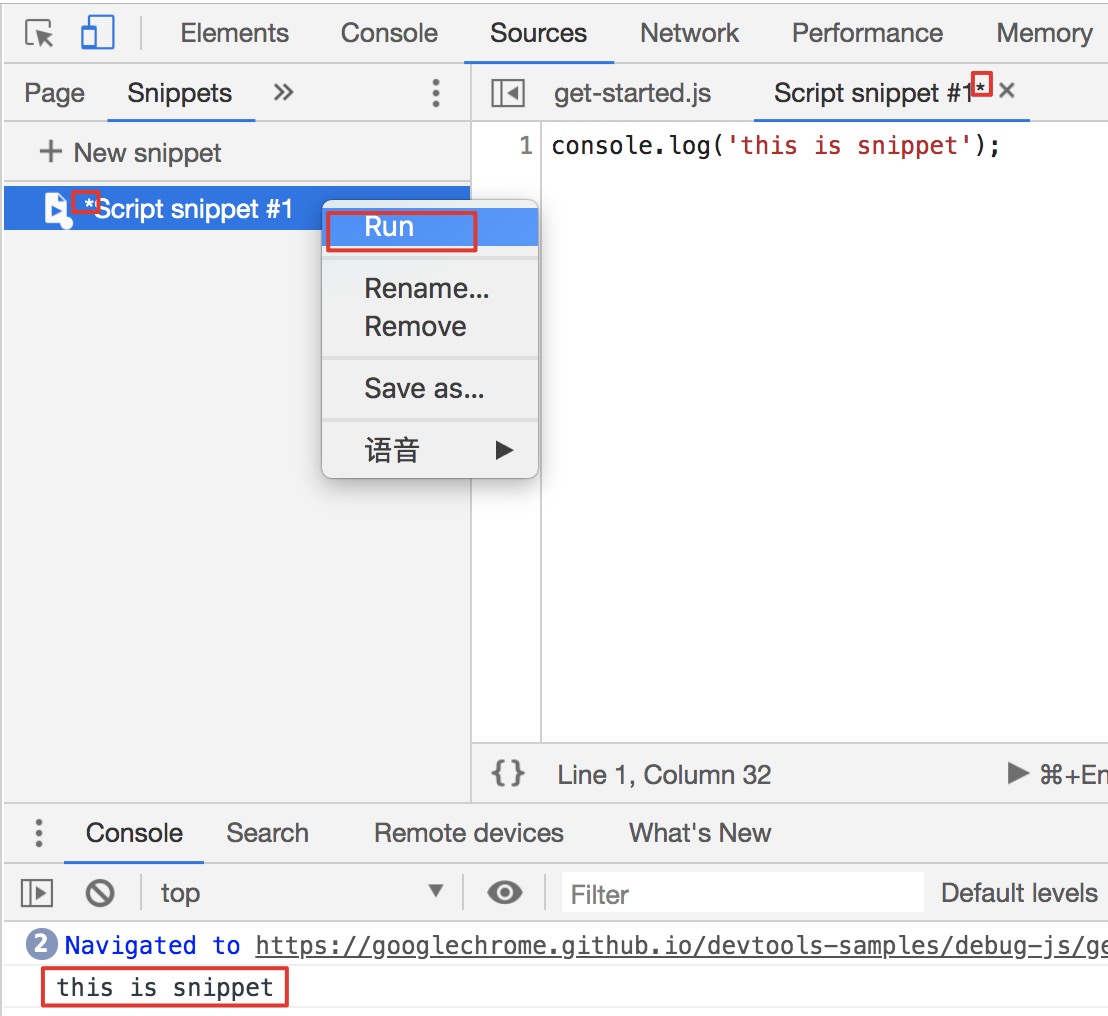 Elements Console Sources Network Performance Memory
Page Snippets » get-started.js Script snippet #1* ×
+ New snippet
*Script snippet #1
1 console.log('this is snippet');
Run
Rename...
Remove
Save as...
语音
{} Line 1, Column 32 ⌘+En
Console Search Remote devices What's New
top Filter Default levels
2 Navigated to https://googlechrome.github.io/devtools-samples/debug-js/ge
this is snippet